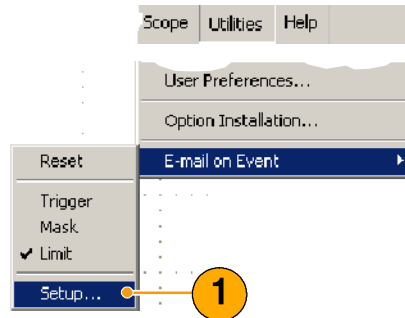 Scope Utilities Help
User Preferences...
Option Installation...
E-mail on Event
Reset
Trigger
Mask
Limit
Setup...
1